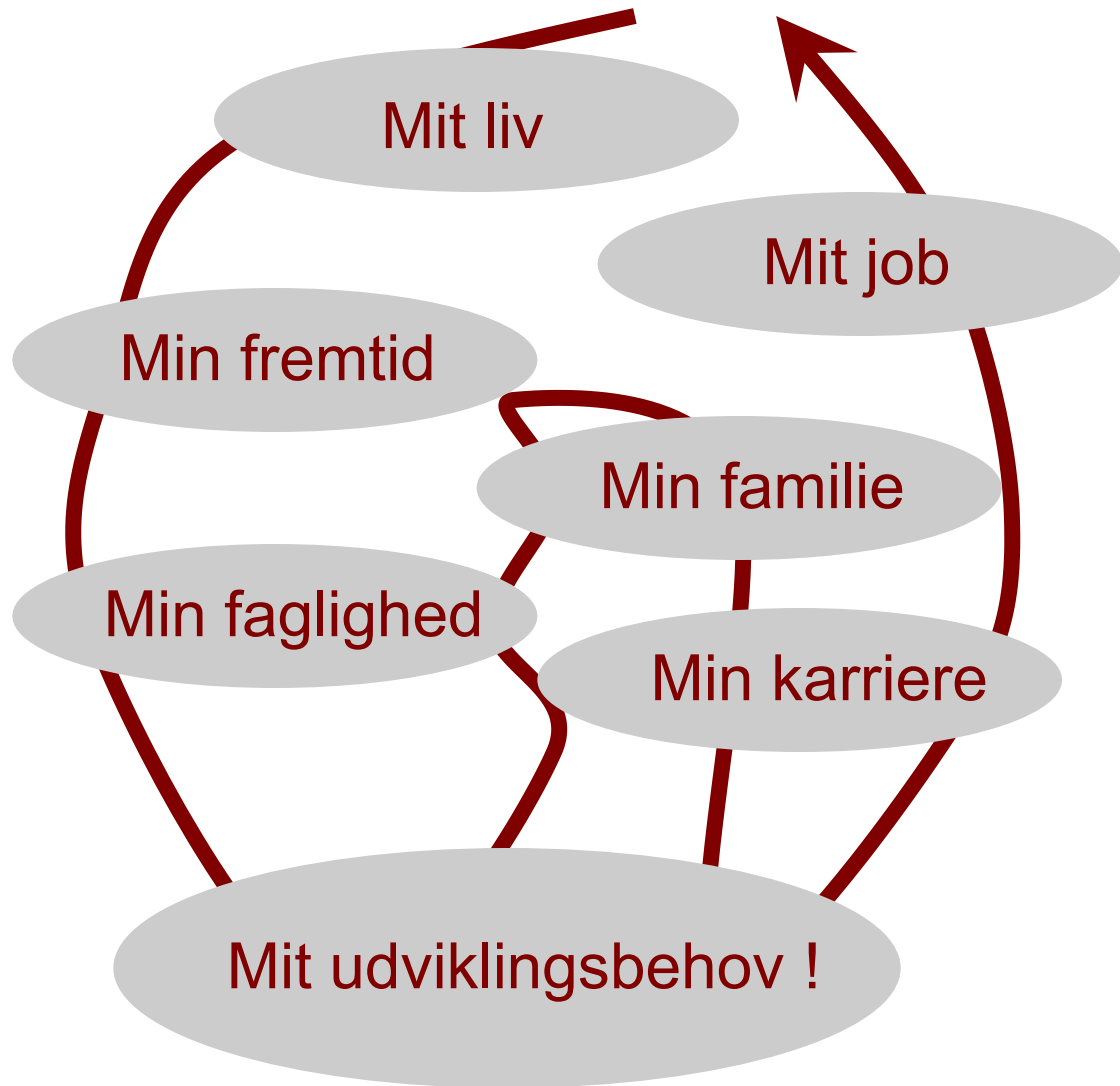 Mit liv
Mit job
Min fremtid
Min familie
Min faglighed
Min karriere
Mit udviklingsbehov !